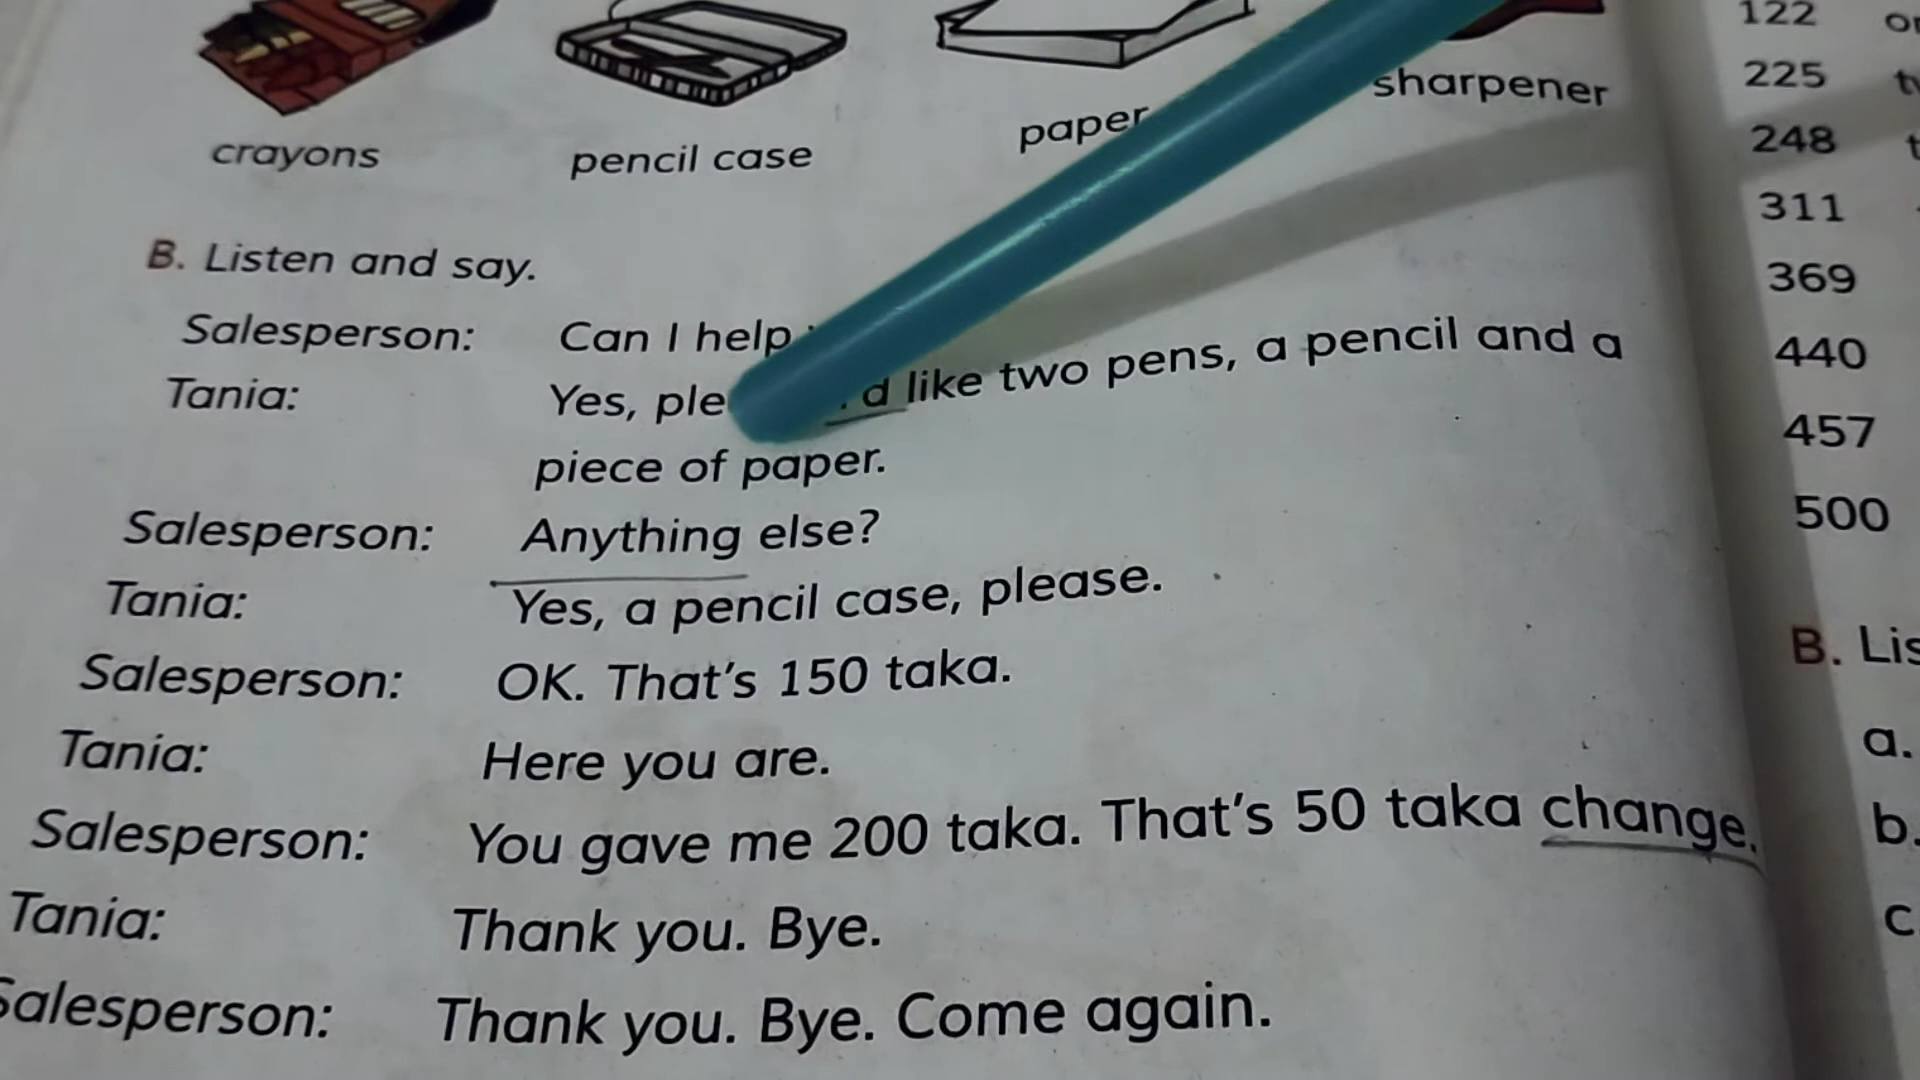 crayons pencil case paper sharpener
B. Listen and say.
Salesperson: Can I help
Tania: Yes, like two pens, a pencil and a
piece of paper.
Salesperson: Anything else?
Tania: Yes, a pencil case, please.
Salesperson: OK. That's 150 taka.
Tania: Here you are.
Salesperson: You gave me 200 taka. That's 50 taka change.
Tania: Thank you. Bye.
Salesperson: Thank you. Bye. Come again.
122
225
248
311
369
440
457
500
B.
a.
b.
c